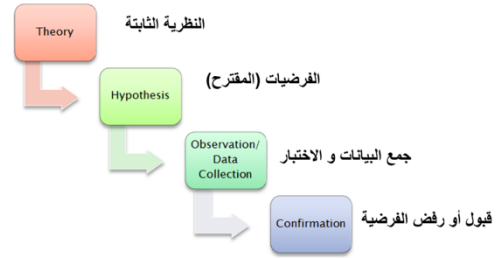 Theory
النظرية الثابتة
Hypothesis
الفرضيات (المقترح)
Observation/
Data
Collection
جمع البيانات و الاختبار
Confirmation
قبول أو رفض الفرضية